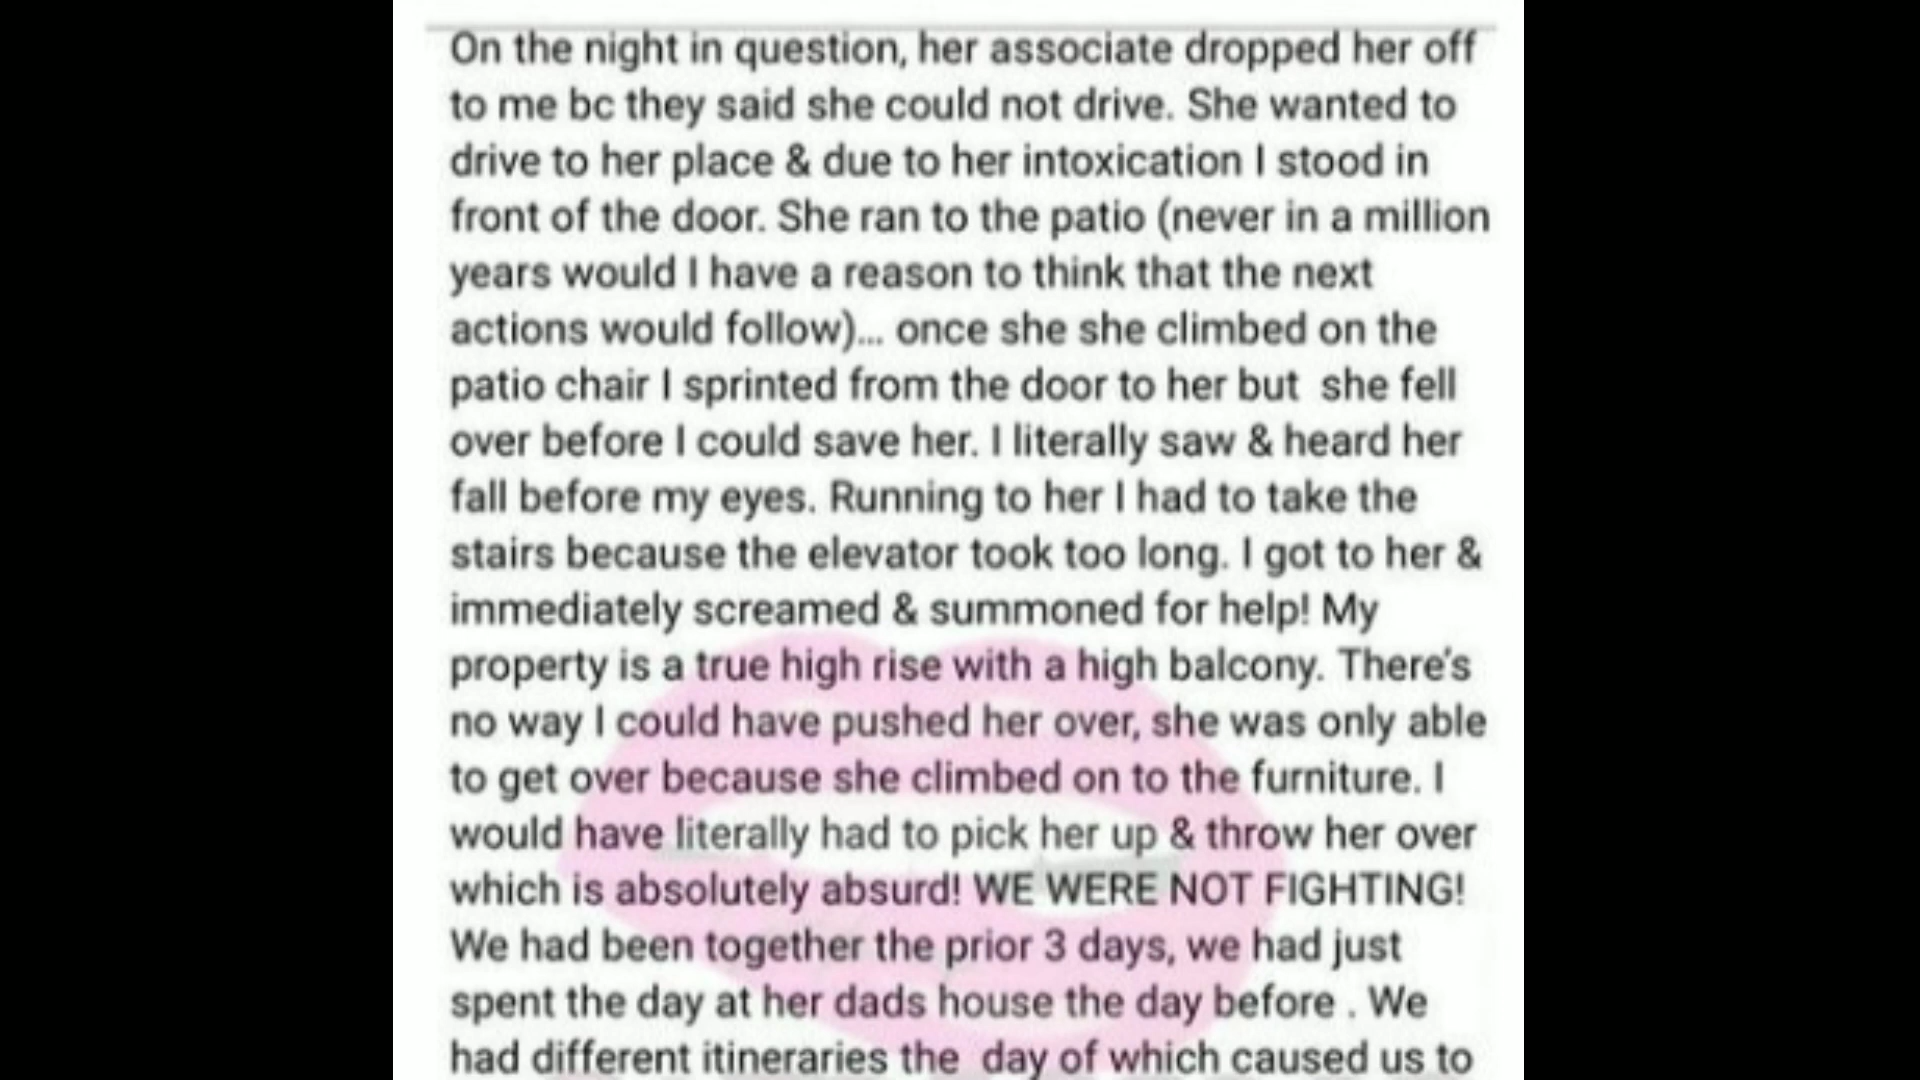 On the night in question, her associate dropped her off
to me bc they said she could not drive. She wanted to
drive to her place & due to her intoxication I stood in
front of the door. She ran to the patio (never in a million
years would I have a reason to think that the next
actions would follow)... once she she climbed on the
patio chair I sprinted from the door to her but  she fell
over before I could save her. I literally saw & heard her
fall before my eyes. Running to her I had to take the
stairs because the elevator took too long. I got to her &
immediately screamed & summoned for help! My
property is a true high rise with a high balcony. There's
no way I could have pushed her over, she was only able
to get over because she climbed on to the furniture. I
would have literally had to pick her up & throw her over
which is absolutely absurd! WE WERE NOT FIGHTING!
We had been together the prior 3 days, we had just
spent the day at her dads house the day before . We
had different itineraries the  day of which caused us to